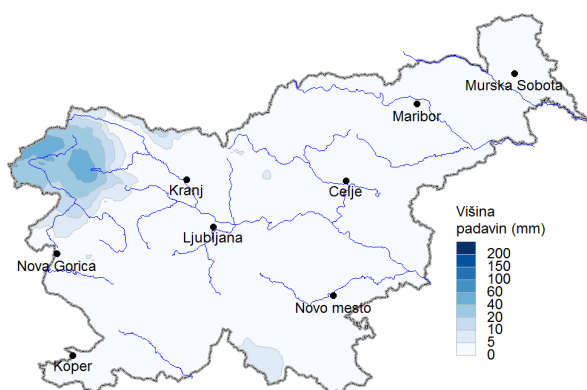 Murska Sobota
Maribor
Kranj
Celje
Ljubljana
Nova Gorica
Novo mesto
Koper
Višina
padavin (mm)
200
150
100
60
40
20
10
5
0